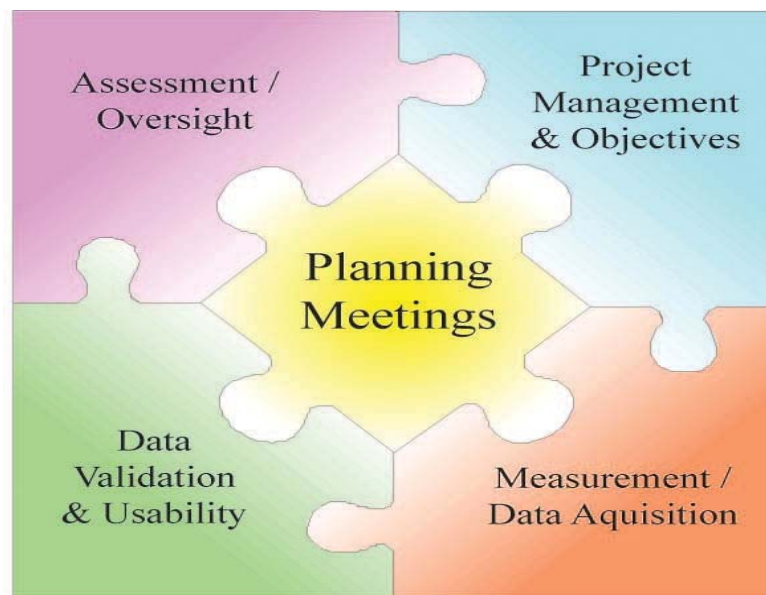 Assessment /
Oversight
Project
Management
& Objectives
Planning
Meetings
Data
Validation
& Usability
Measurement /
Data Aquisition